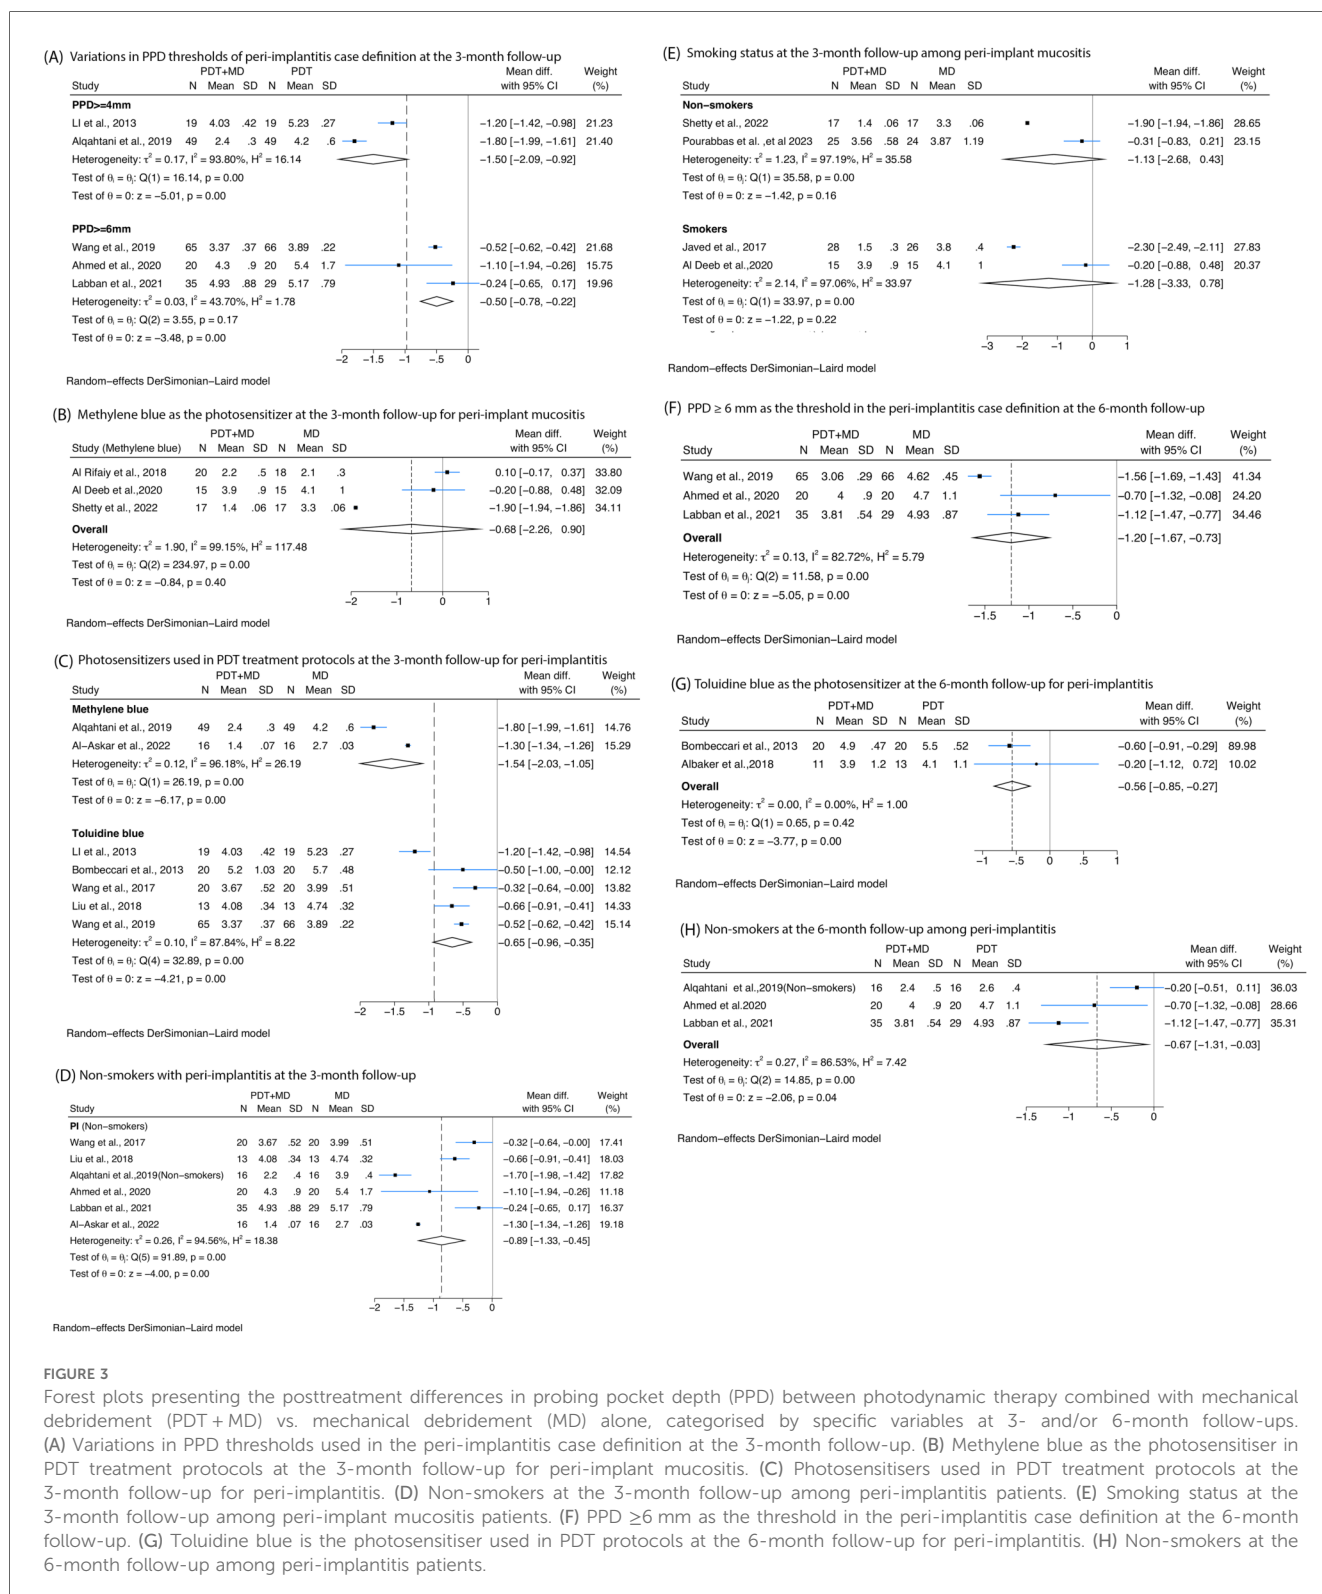 (A) Variations in PPD thresholds of peri-implantitis case definition at the 3-month follow-up
PDT+MD PDT Mean diff. Weight
Study N Mean SD N Mean SD with 95% CI (%)
PPD>=4mm
LI et al., 2013 19 4.03 .42 19 5.23 .27 −1.20 [−1.42, −0.98] 21.23
Alqahtani et al., 2019 49 2.4 .3 49 4.2 .6 −1.80 [−1.99, −1.61] 21.40
Heterogeneity: τ² = 0.17, I² = 93.80%, H² = 16.14 −1.50 [−2.09, −0.92]
Test of θi = θj: Q(1) = 16.14, p = 0.00
Test of θ = 0: z = −5.01, p = 0.00
PPD>=6mm
Wang et al., 2019 65 3.37 .37 66 3.89 .22 −0.52 [−0.62, −0.42] 21.68
Ahmed et al., 2020 20 4.3 .9 20 5.4 1.7 −1.10 [−1.94, −0.26] 15.75
Labban et al., 2021 35 4.93 .88 29 5.17 .79 −0.24 [−0.65, 0.17] 19.96
Heterogeneity: τ² = 0.03, I² = 43.70%, H² = 1.78 −0.50 [−0.78, −0.22]
Test of θi = θj: Q(2) = 3.55, p = 0.17
Test of θ = 0: z = −3.48, p = 0.00
−2 −1.5 −1 −.5 0
Random−effects DerSimonian−Laird model
(B) Methylene blue as the photosensitizer at the 3-month follow-up for peri-implant mucositis
PDT+MD MD Mean diff. Weight
Study (Methylene blue) N Mean SD N Mean SD with 95% CI (%)
Al Rifaiy et al., 2018 20 2.2 .5 18 2.1 .3 0.10 [−0.17, 0.37] 33.80
Al Deeb et al.,2020 15 3.9 .9 15 4.1 1 −0.20 [−0.88, 0.48] 32.09
Shetty et al., 2022 17 1.4 .06 17 3.3 .06 −1.90 [−1.94, −1.86] 34.11
Overall −0.68 [−2.26, 0.90]
Heterogeneity: τ² = 1.90, I² = 99.15%, H² = 117.48
Test of θi = θj: Q(2) = 234.97, p = 0.00
Test of θ = 0: z = −0.84, p = 0.40
−2 −1 0 1
Random−effects DerSimonian−Laird model
(C) Photosensitizers used in PDT treatment protocols at the 3-month follow-up for peri-implantitis
PDT+MD MD Mean diff. Weight
Study N Mean SD N Mean SD with 95% CI (%)
Methylene blue
Alqahtani et al., 2019 49 2.4 .3 49 4.2 .6 −1.80 [−1.99, −1.61] 14.76
Al−Askar et al., 2022 16 1.4 .07 16 2.7 .03 −1.30 [−1.34, −1.26] 15.29
Heterogeneity: τ² = 0.12, I² = 96.18%, H² = 26.19 −1.54 [−2.03, −1.05]
Test of θi = θj: Q(1) = 26.19, p = 0.00
Test of θ = 0: z = −6.17, p = 0.00
Toluidine blue
LI et al., 2013 19 4.03 .42 19 5.23 .27 −1.20 [−1.42, −0.98] 14.54
Bombeccari et al., 2013 20 5.2 1.03 20 5.7 .48 −0.50 [−1.00, −0.00] 12.12
Wang et al., 2017 20 3.67 .52 20 3.99 .51 −0.32 [−0.64, −0.00] 13.82
Liu et al., 2018 13 4.08 .34 13 4.74 .32 −0.66 [−0.91, −0.41] 14.33
Wang et al., 2019 65 3.37 .37 66 3.89 .22 −0.52 [−0.62, −0.42] 15.14
Heterogeneity: τ² = 0.10, I² = 87.84%, H² = 8.22 −0.65 [−0.96, −0.35]
Test of θi = θj: Q(4) = 32.89, p = 0.00
Test of θ = 0: z = −4.21, p = 0.00
−2 −1.5 −1 −.5 0
Random−effects DerSimonian−Laird model
(D) Non-smokers with peri-implantitis at the 3-month follow-up
PDT+MD MD Mean diff. Weight
Study N Mean SD N Mean SD with 95% CI (%)
PI (Non−smokers)
Wang et al., 2017 20 3.67 .52 20 3.99 .51 −0.32 [−0.64, −0.00] 17.41
Liu et al., 2018 13 4.08 .34 13 4.74 .32 −0.66 [−0.91, −0.41] 18.03
Alqahtani et al.,2019(Non−smokers) 16 2.2 .4 16 3.9 .4 −1.70 [−1.98, −1.42] 17.82
Ahmed et al., 2020 20 4.3 .9 20 5.4 1.7 −1.10 [−1.94, −0.26] 11.18
Labban et al., 2021 35 4.93 .88 29 5.17 .79 −0.24 [−0.65, 0.17] 16.37
Al−Askar et al., 2022 16 1.4 .07 16 2.7 .03 −1.30 [−1.34, −1.26] 19.18
Heterogeneity: τ² = 0.26, I² = 94.56%, H² = 18.38 −0.89 [−1.33, −0.45]
Test of θi = θj: Q(5) = 91.89, p = 0.00
Test of θ = 0: z = −4.00, p = 0.00
−2 −1.5 −1 −.5 0
Random−effects DerSimonian−Laird model
(E) Smoking status at the 3-month follow-up among peri-implant mucositis
PDT+MD MD Mean diff. Weight
Study N Mean SD N Mean SD with 95% CI (%)
Non−smokers
Shetty et al., 2022 17 1.4 .06 17 3.3 .06 −1.90 [−1.94, −1.86] 28.65
Pourabbas et al. ,et al 2023 25 3.56 .58 24 3.87 1.19 −0.31 [−0.83, 0.21] 23.15
Heterogeneity: τ² = 1.23, I² = 97.19%, H² = 35.58 −1.13 [−2.68, 0.43]
Test of θi = θj: Q(1) = 35.58, p = 0.00
Test of θ = 0: z = −1.42, p = 0.16
Smokers
Javed et al., 2017 28 1.5 .3 26 3.8 .4 −2.30 [−2.49, −2.11] 27.83
Al Deeb et al.,2020 15 3.9 .9 15 4.1 1 −0.20 [−0.88, 0.48] 20.37
Heterogeneity: τ² = 2.14, I² = 97.06%, H² = 33.97 −1.28 [−3.33, 0.78]
Test of θi = θj: Q(1) = 33.97, p = 0.00
Test of θ = 0: z = −1.22, p = 0.22
−3 −2 −1 0 1
Random−effects DerSimonian−Laird model
(F) PPD ≥ 6 mm as the threshold in the peri-implantitis case definition at the 6-month follow-up
PDT+MD MD Mean diff. Weight
Study N Mean SD N Mean SD with 95% CI (%)
Wang et al., 2019 65 3.06 .29 66 4.62 .45 −1.56 [−1.69, −1.43] 41.34
Ahmed et al., 2020 20 4 .9 20 4.7 1.1 −0.70 [−1.32, −0.08] 24.20
Labban et al., 2021 35 3.81 .54 29 4.93 .87 −1.12 [−1.47, −0.77] 34.46
Overall −1.20 [−1.67, −0.73]
Heterogeneity: τ² = 0.13, I² = 82.72%, H² = 5.79
Test of θi = θj: Q(2) = 11.58, p = 0.00
Test of θ = 0: z = −5.05, p = 0.00
−1.5 −1 −.5 0
Random−effects DerSimonian−Laird model
(G) Toluidine blue as the photosensitizer at the 6-month follow-up for peri-implantitis
PDT+MD PDT Mean diff. Weight
Study N Mean SD N Mean SD with 95% CI (%)
Bombeccari et al., 2013 20 4.9 .47 20 5.5 .52 −0.60 [−0.91, −0.29] 89.98
Albaker et al.,2018 11 3.9 1.2 13 4.1 1.1 −0.20 [−1.12, 0.72] 10.02
Overall −0.56 [−0.85, −0.27]
Heterogeneity: τ² = 0.00, I² = 0.00%, H² = 1.00
Test of θi = θj: Q(1) = 0.65, p = 0.42
Test of θ = 0: z = −3.77, p = 0.00
−1 −.5 0 .5 1
Random−effects DerSimonian−Laird model
(H) Non-smokers at the 6-month follow-up among peri-implantitis
PDT+MD PDT Mean diff. Weight
Study N Mean SD N Mean SD with 95% CI (%)
Alqahtani et al.,2019(Non−smokers) 16 2.4 .5 16 2.6 .4 −0.20 [−0.51, 0.11] 36.03
Ahmed et al.2020 20 4 .9 20 4.7 1.1 −0.70 [−1.32, −0.08] 28.66
Labban et al., 2021 35 3.81 .54 29 4.93 .87 −1.12 [−1.47, −0.77] 35.31
Overall −0.67 [−1.31, −0.03]
Heterogeneity: τ² = 0.27, I² = 86.53%, H² = 7.42
Test of θi = θj: Q(2) = 14.85, p = 0.00
Test of θ = 0: z = −2.06, p = 0.04
−1.5 −1 −.5 0
Random−effects DerSimonian−Laird model
FIGURE 3
Forest plots presenting the posttreatment differences in probing pocket depth (PPD) between photodynamic therapy combined with mechanical
debridement (PDT + MD) vs. mechanical debridement (MD) alone, categorised by specific variables at 3- and/or 6-month follow-ups.
(A) Variations in PPD thresholds used in the peri-implantitis case definition at the 3-month follow-up. (B) Methylene blue as the photosensitiser in
PDT treatment protocols at the 3-month follow-up for peri-implant mucositis. (C) Photosensitisers used in PDT treatment protocols at the
3-month follow-up for peri-implantitis. (D) Non-smokers at the 3-month follow-up among peri-implantitis patients. (E) Smoking status at the
3-month follow-up among peri-implant mucositis patients. (F) PPD ≥6 mm as the threshold in the peri-implantitis case definition at the 6-month
follow-up. (G) Toluidine blue is the photosensitiser used in PDT protocols at the 6-month follow-up for peri-implantitis. (H) Non-smokers at the
6-month follow-up among peri-implantitis patients.